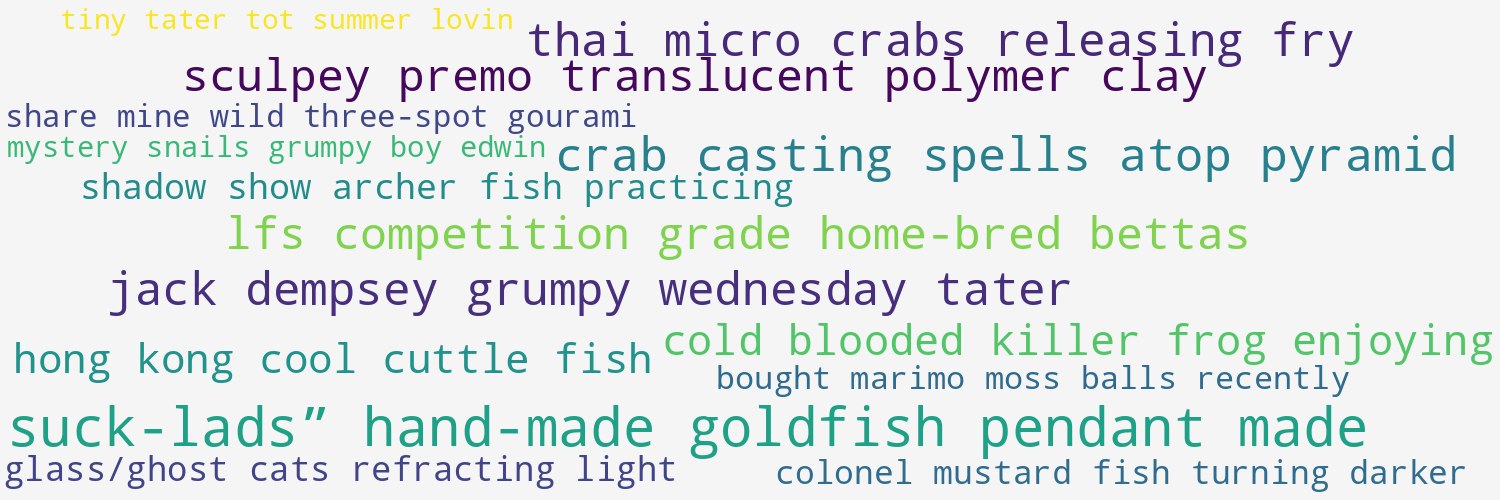 tiny tater tot summer lovin
thai micro crabs releasing fry
sculpey premo translucent polymer clay
share mine wild three-spot gourami
mystery snails grumpy boy edwin
crab casting spells atop pyramid
shadow show archer fish practicing
lfs competition grade home-bred bettas
jack dempsey grumpy wednesday tater
cold blooded killer frog enjoying
hong kong cool cuttle fish
bought marimo moss balls recently
suck-lads” hand-made goldfish pendant made
glass/ghost cats refracting light
colonel mustard fish turning darker